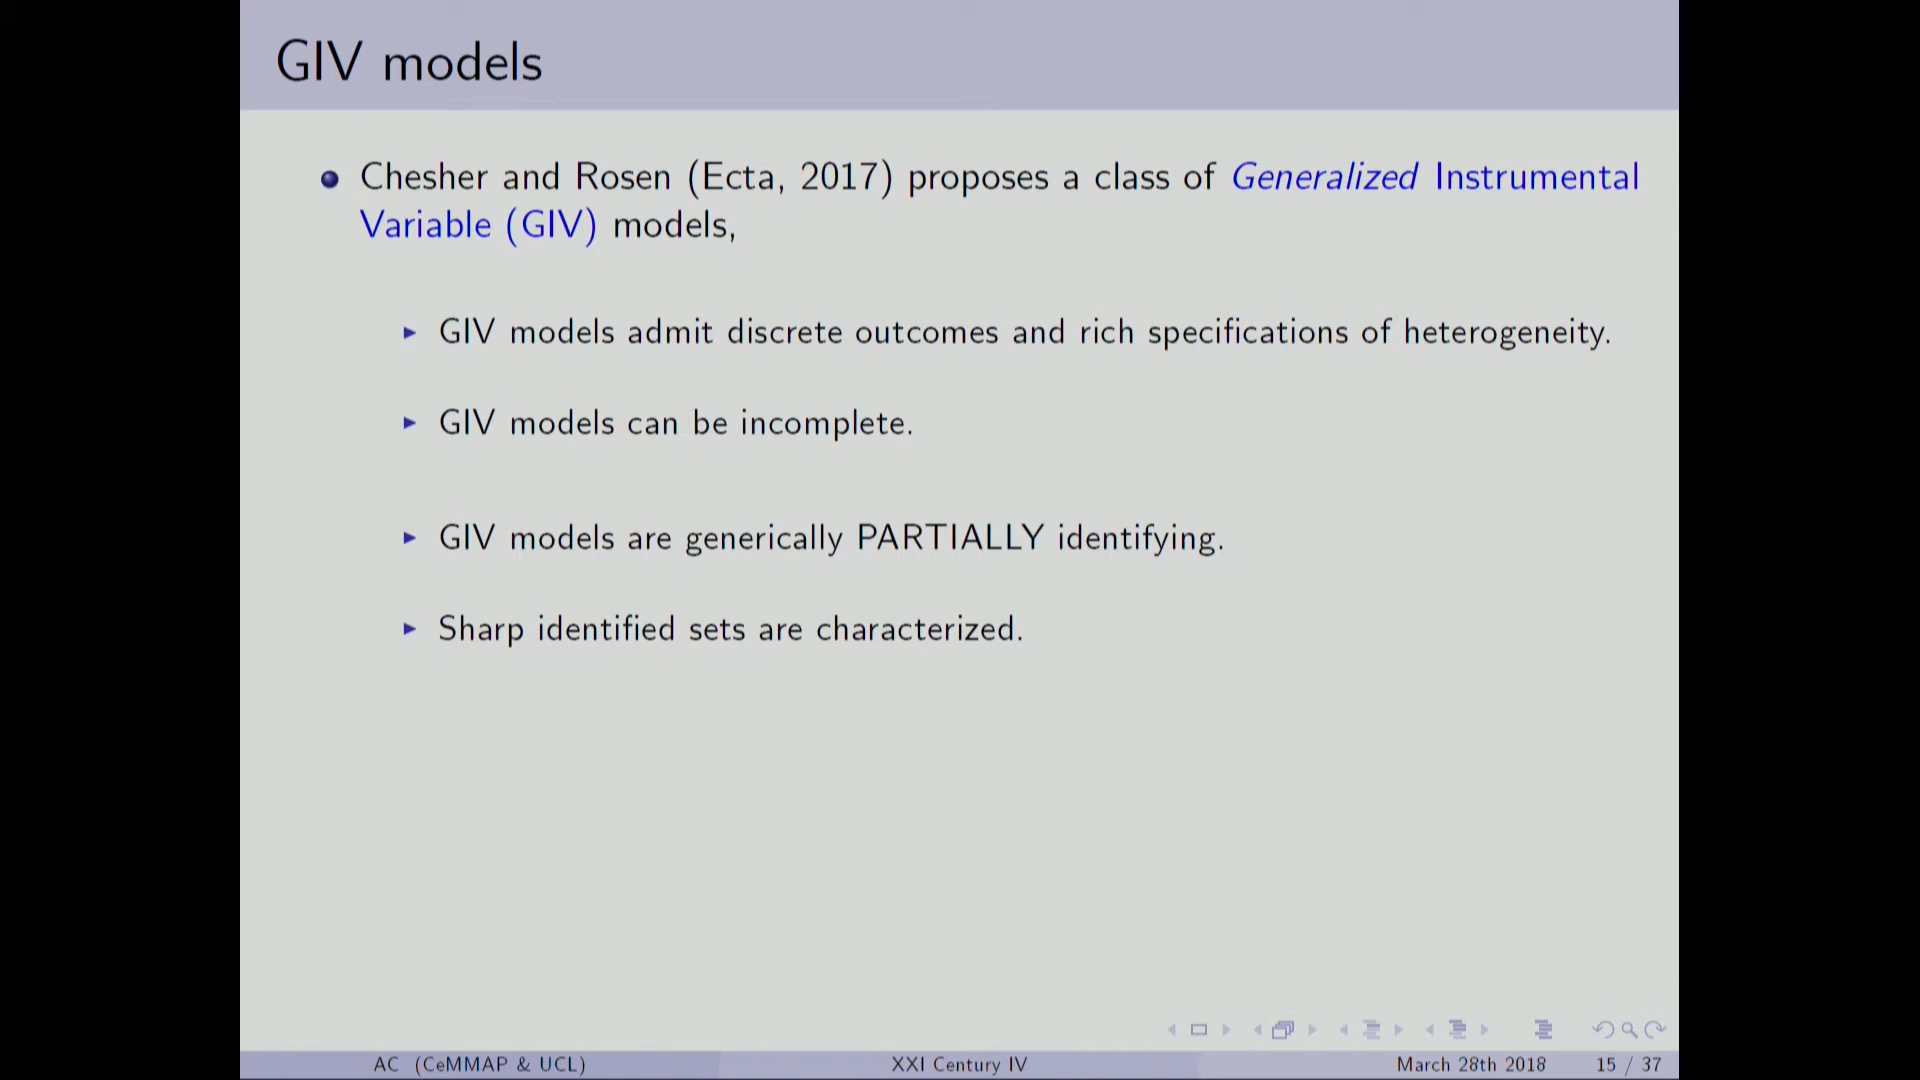 GIV models
Chesher and Rosen (Ecta, 2017) proposes a class of Generalized Instrumental
Variable (GIV) models,
GIV models admit discrete outcomes and rich specifications of heterogeneity.
GIV models can be incomplete.
GIV models are generically PARTIALLY identifying.
Sharp identified sets are characterized.
AC (CeMMAP & UCL)
XXI Century IV
March 28th 2018
15 / 37